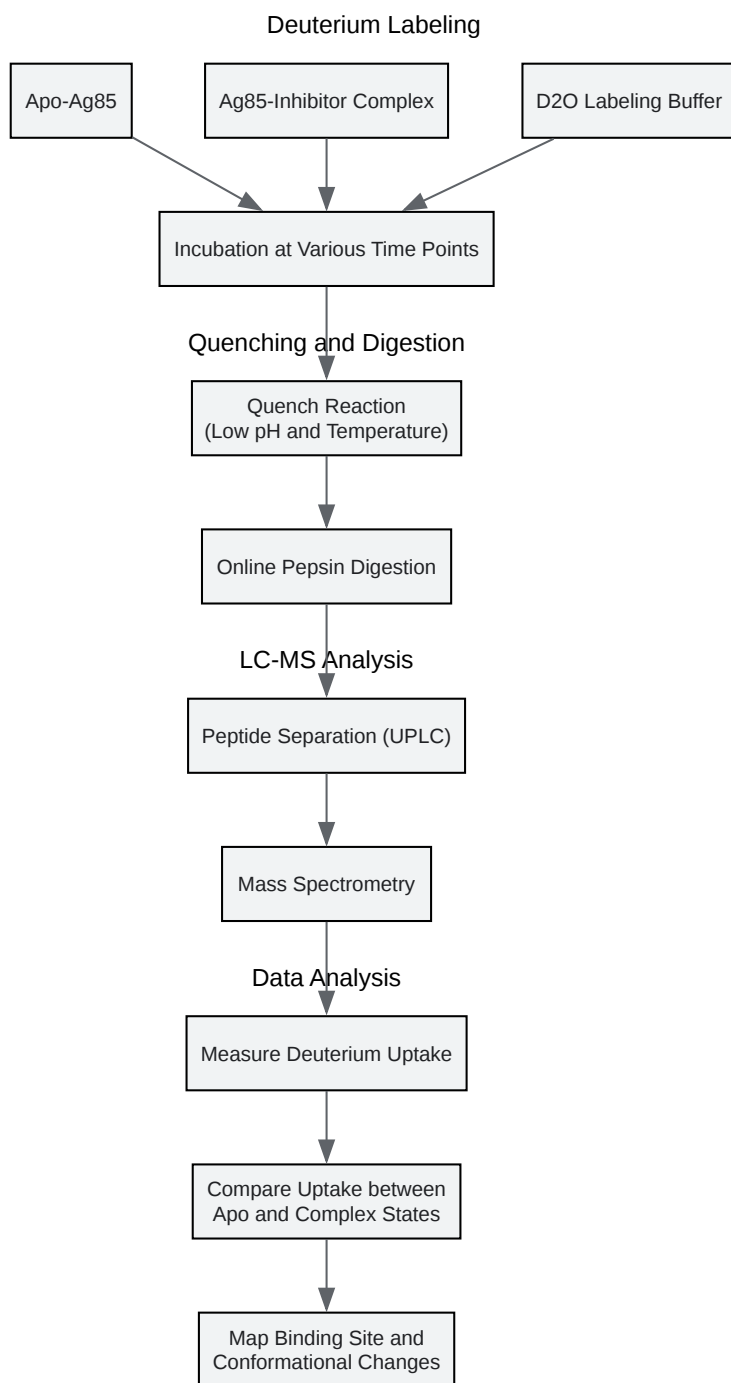 Deuterium Labeling
Apo-Ag85
Ag85-Inhibitor Complex
D2O Labeling Buffer
Incubation at Various Time Points
Quenching and Digestion
Quench Reaction
(Low pH and Temperature)
Online Pepsin Digestion
LC-MS Analysis
Peptide Separation (UPLC)
Mass Spectrometry
Data Analysis
Measure Deuterium Uptake
Compare Uptake between
Apo and Complex States
Map Binding Site and
Conformational Changes